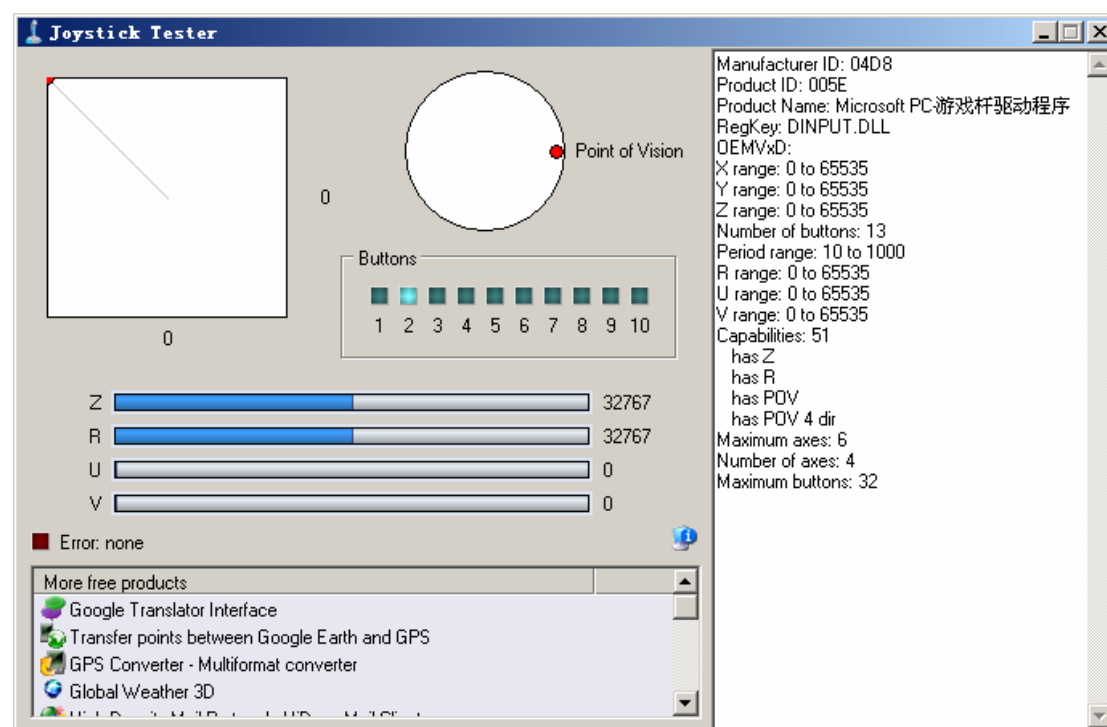 Joystick Tester
0
0
Point of Vision
Buttons
1 2 3 4 5 6 7 8 9 10
Z 32767
R 32767
U 0
V 0
Error: none
More free products
Google Translator Interface
Transfer points between Google Earth and GPS
GPS Converter - Multiformat converter
Global Weather 3D
Manufacturer ID: 04D8
Product ID: 005E
Product Name: Microsoft PC-游戏杆驱动程序
RegKey: DINPUT.DLL
OEMVxD:
X range: 0 to 65535
Y range: 0 to 65535
Z range: 0 to 65535
Number of buttons: 13
Period range: 10 to 1000
R range: 0 to 65535
U range: 0 to 65535
V range: 0 to 65535
Capabilities: 51
has Z
has R
has POV
has POV 4 dir
Maximum axes: 6
Number of axes: 4
Maximum buttons: 32